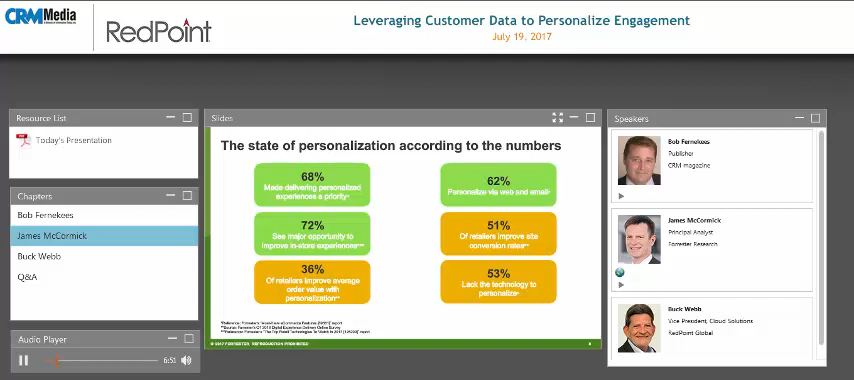 CRM Media
RedPoint
Leveraging Customer Data to Personalize Engagement
July 19, 2017
Resource List
Today's Presentation
Chapters
Bob Fernekees
James McCormick
Buck Webb
Q&A
Audio Player
6:51
Slides
The state of personalization according to the numbers
68%
Made delivering personalized
experiences a priority
62%
Personalize via web and email
72%
See major opportunity to
improve in-store experiences
51%
Of retailers improve site
conversion rates
36%
Of retailers improve average
order value with
personalization
53%
Lack the technology to
personalize
© 2017 FORRESTER. REPRODUCTION PROHIBITED
Speakers
Bob Fernekees
Publisher
CRM magazine
James McCormick
Principal Analyst
Forrester Research
Buck Webb
Vice President, Cloud Solutions
RedPoint Global